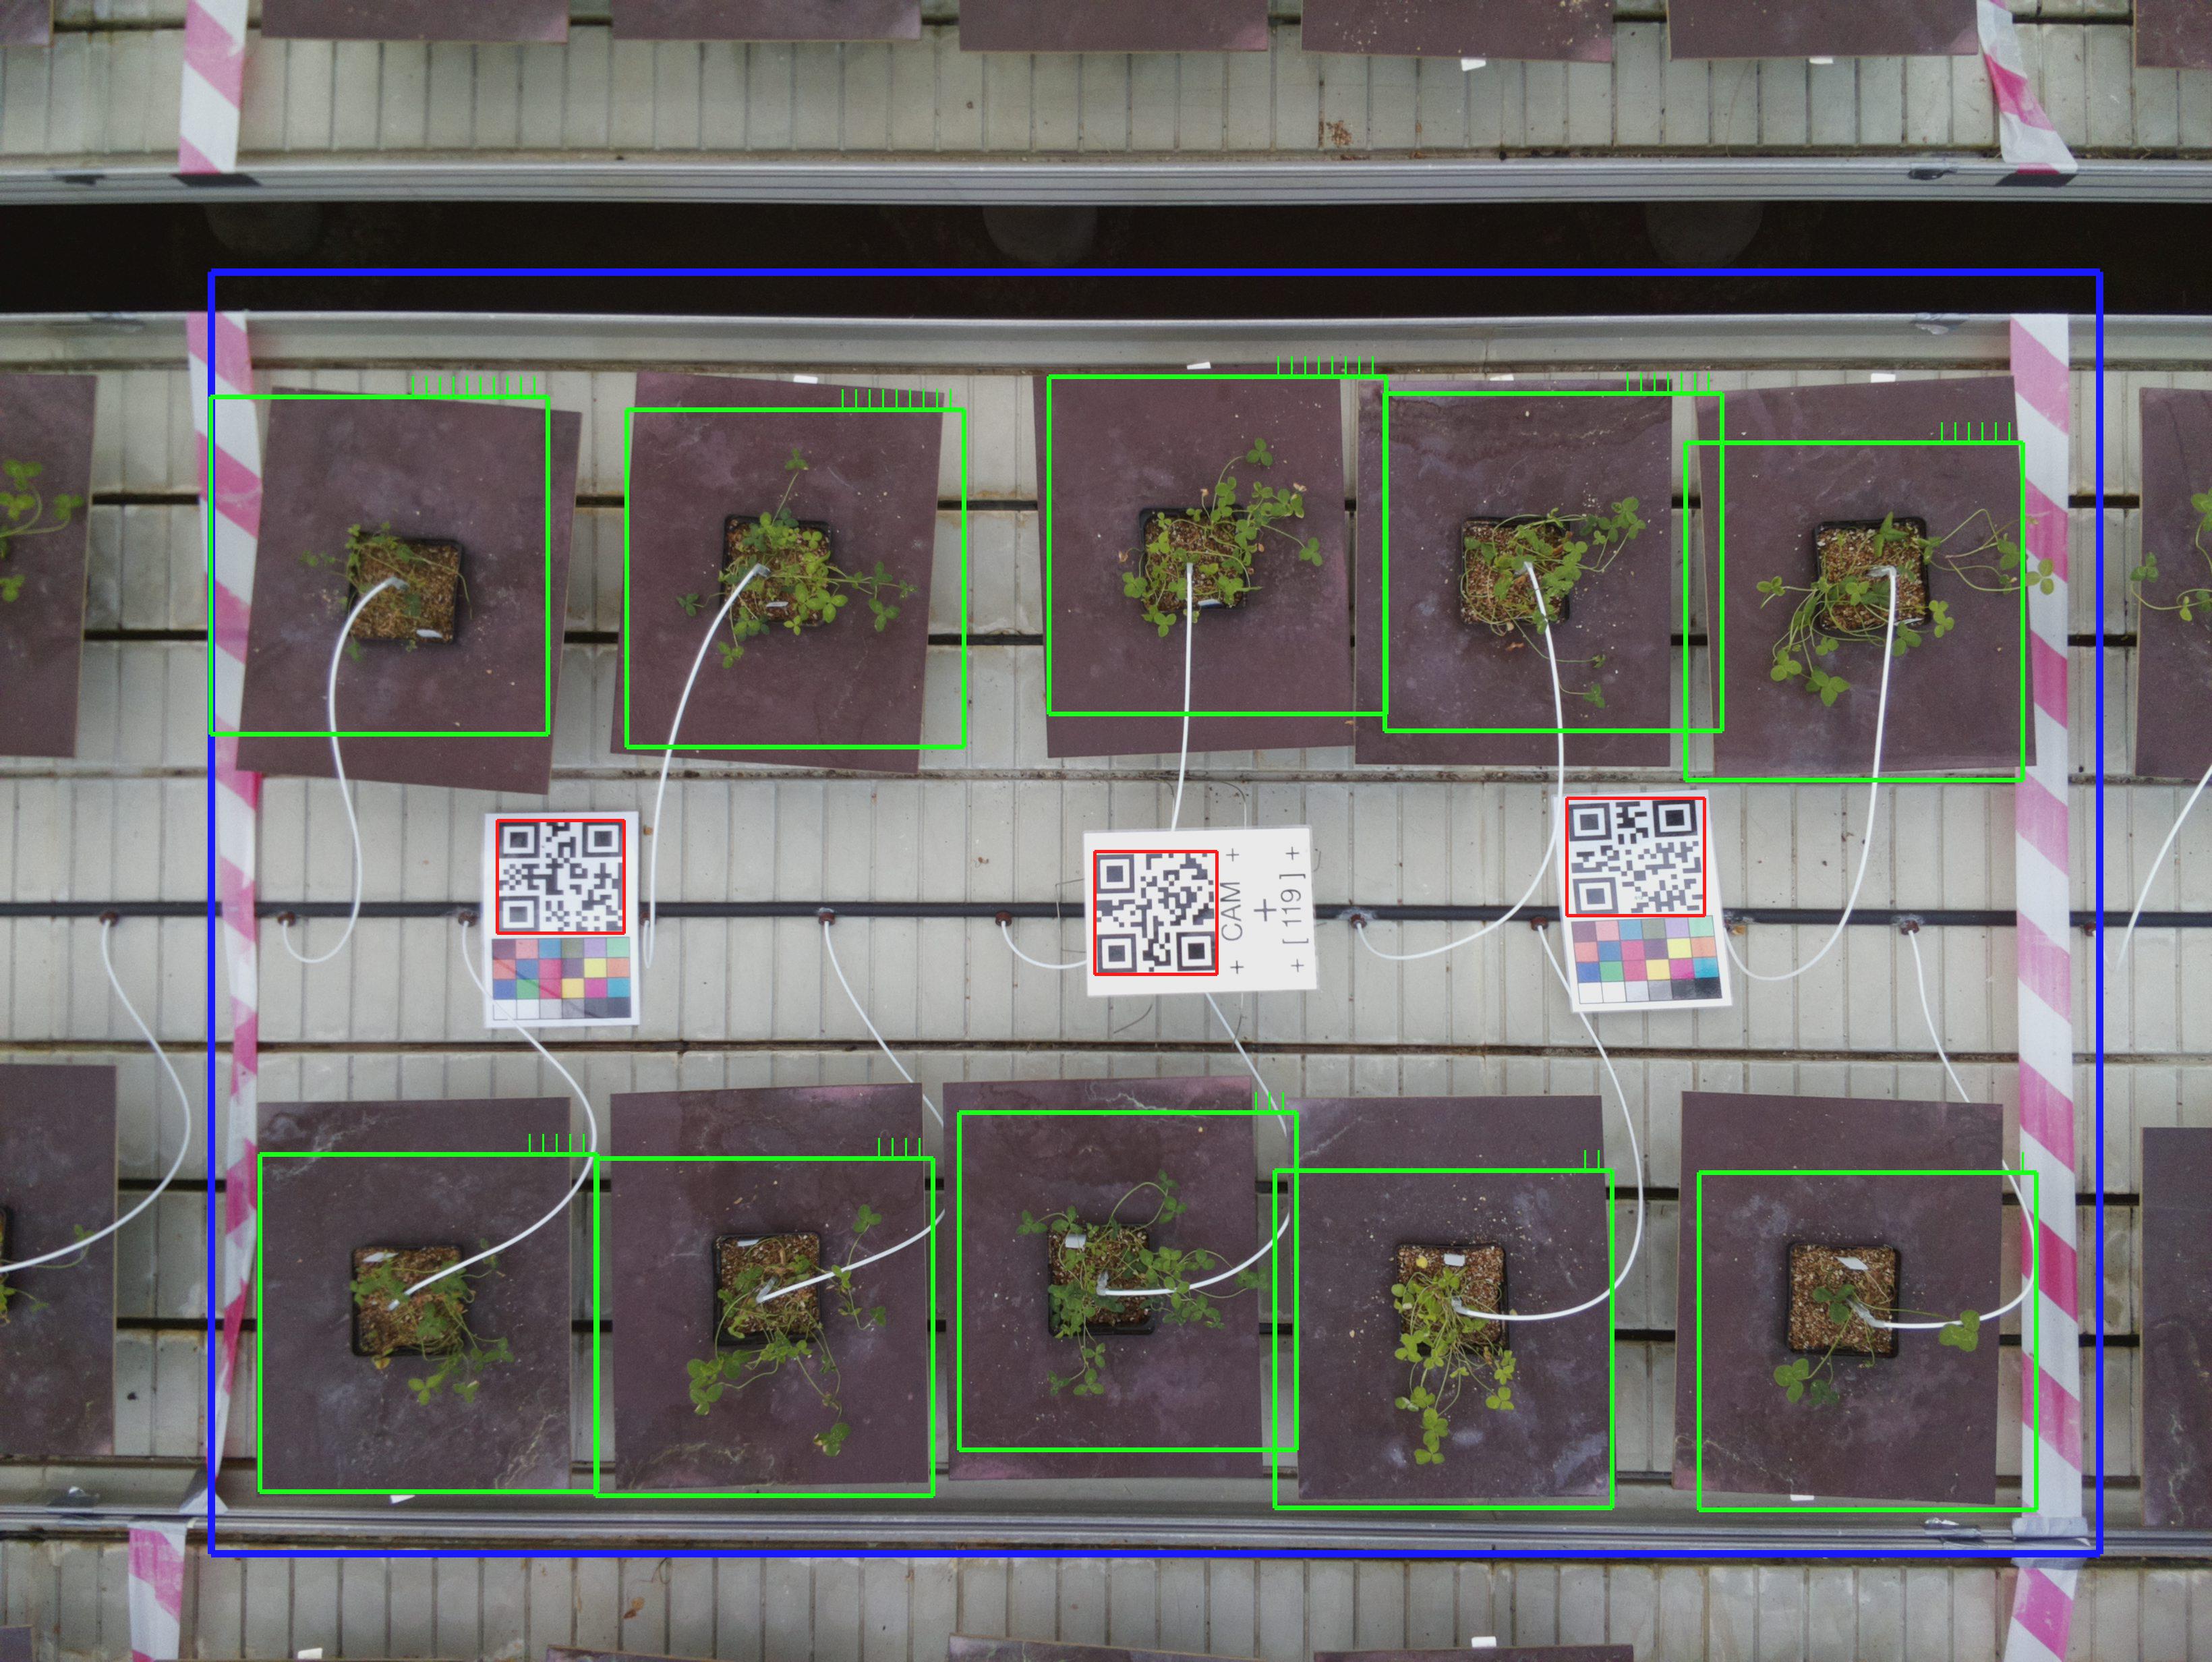 + CAM +
+
+ [ 119 ] +